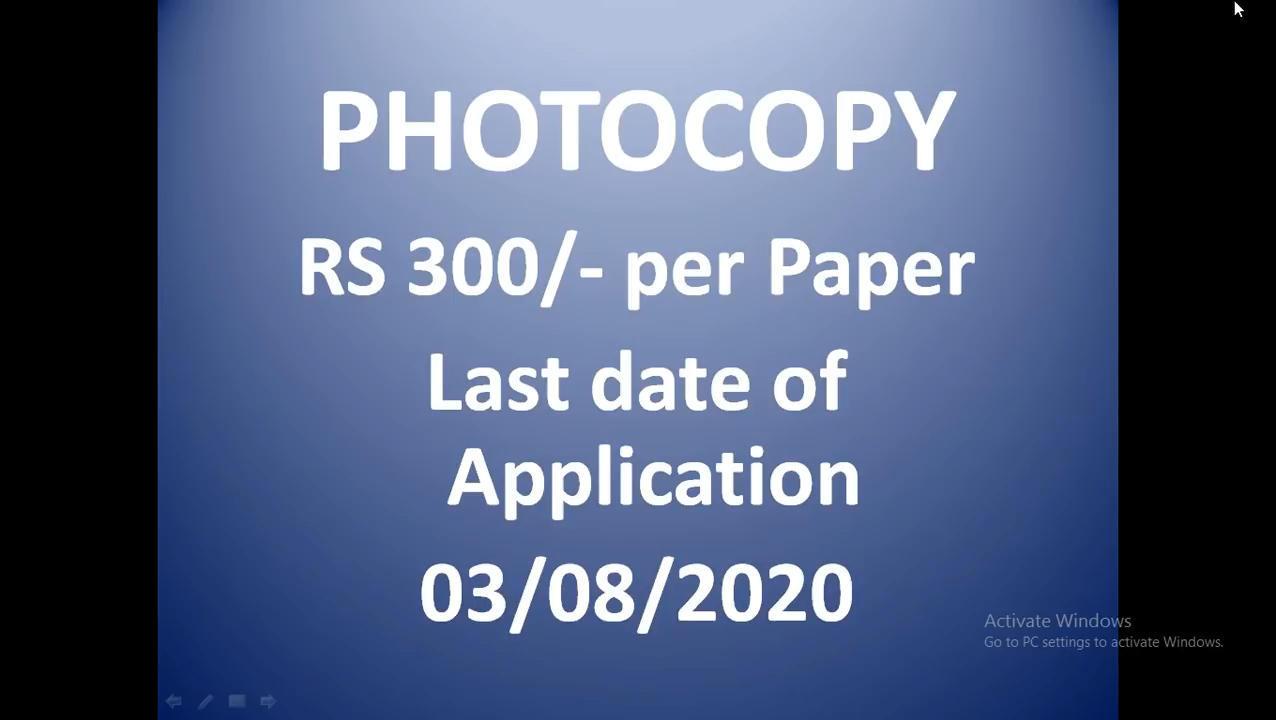 PHOTOCOPY
RS 300/- per Paper
Last date of
Application
03/08/2020
Activate Windows
Go to PC settings to activate Windows.